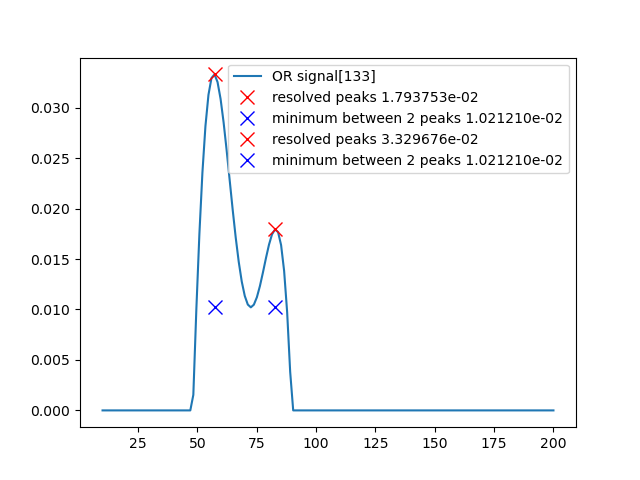 OR signal[133]
resolved peaks 1.793753e-02
minimum between 2 peaks 1.021210e-02
resolved peaks 3.329676e-02
minimum between 2 peaks 1.021210e-02
0.030
0.025
0.020
0.015
0.010
0.005
0.000
25 50 75 100 125 150 175 200